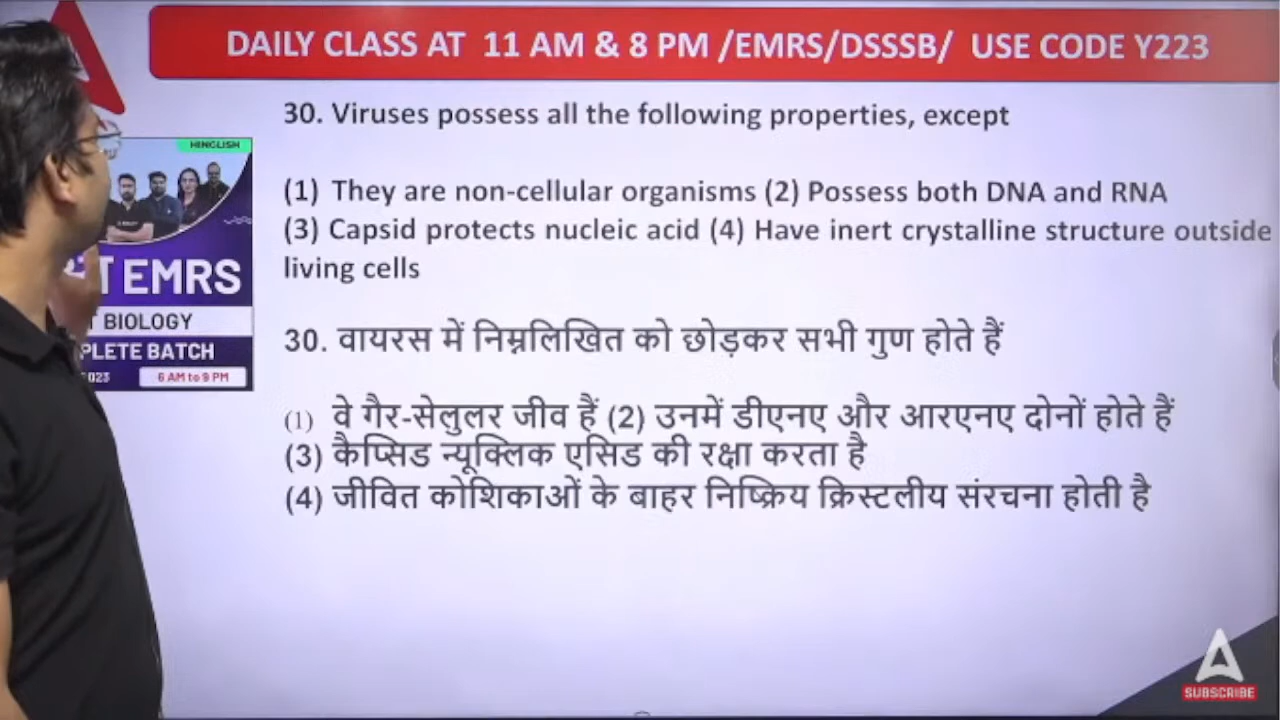 DAILY CLASS AT 11 AM & 8 PM /EMRS/DSSSB/ USE CODE Y223
HINGLISH
EMRS
BIOLOGY
PLETE BATCH
023 6 AM to 9 PM
30. Viruses possess all the following properties, except
(1) They are non-cellular organisms (2) Possess both DNA and RNA
(3) Capsid protects nucleic acid (4) Have inert crystalline structure outside
living cells
30. वायरस में निम्नलिखित को छोड़कर सभी गुण होते हैं
(1) वे गैर-सेलुलर जीव हैं (2) उनमें डीएनए और आरएनए दोनों होते हैं
(3) कैप्सिड न्यूक्लिक एसिड की रक्षा करता है
(4) जीवित कोशिकाओं के बाहर निष्क्रिय क्रिस्टलीय संरचना होती है
SUBSCRIBE